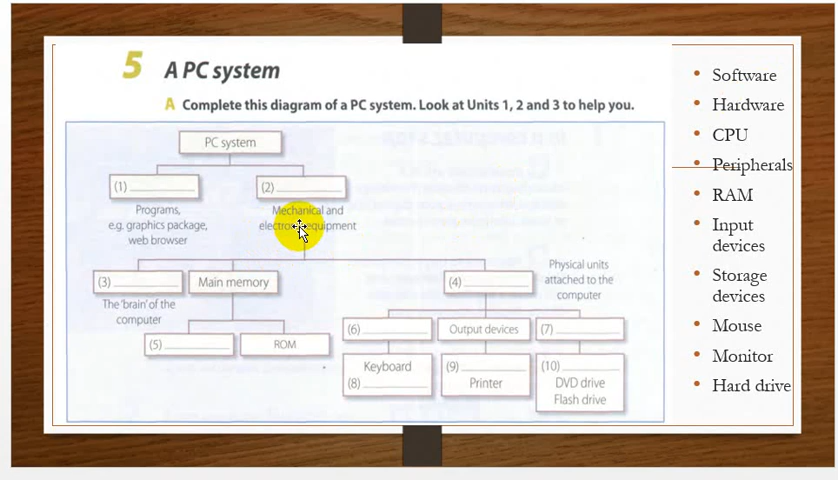 5 A PC system
A Complete this diagram of a PC system. Look at Units 1, 2 and 3 to help you.
PC system
(1)
(2)
Programs,
e.g. graphics package,
web browser
Mechanical and
equipment
(3)
Main memory
(4)
Physical units
attached to the
computer
The 'brain' of the
computer
(5)
ROM
(6)
Output devices
(7)
Keyboard
(8)
(9)
Printer
(10)
DVD drive
Flash drive
• Software
• Hardware
• CPU
• Peripherals
• RAM
• Input
devices
• Storage
devices
• Mouse
• Monitor
• Hard drive